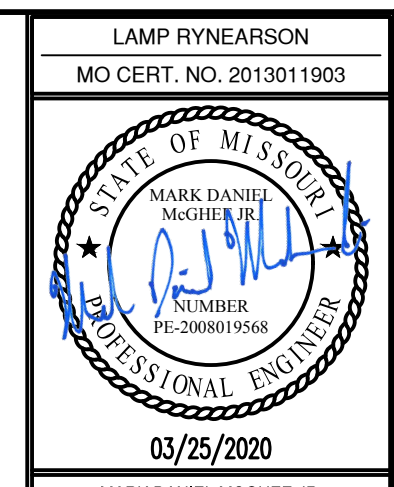 LAMP RYNEARSON
MO CERT. NO. 2013011903
STATE OF MISSOURI
MARK DANIEL
McGHEE JR.
NUMBER
PE-2008019568
PROFESSIONAL ENGINEER
03/25/2020